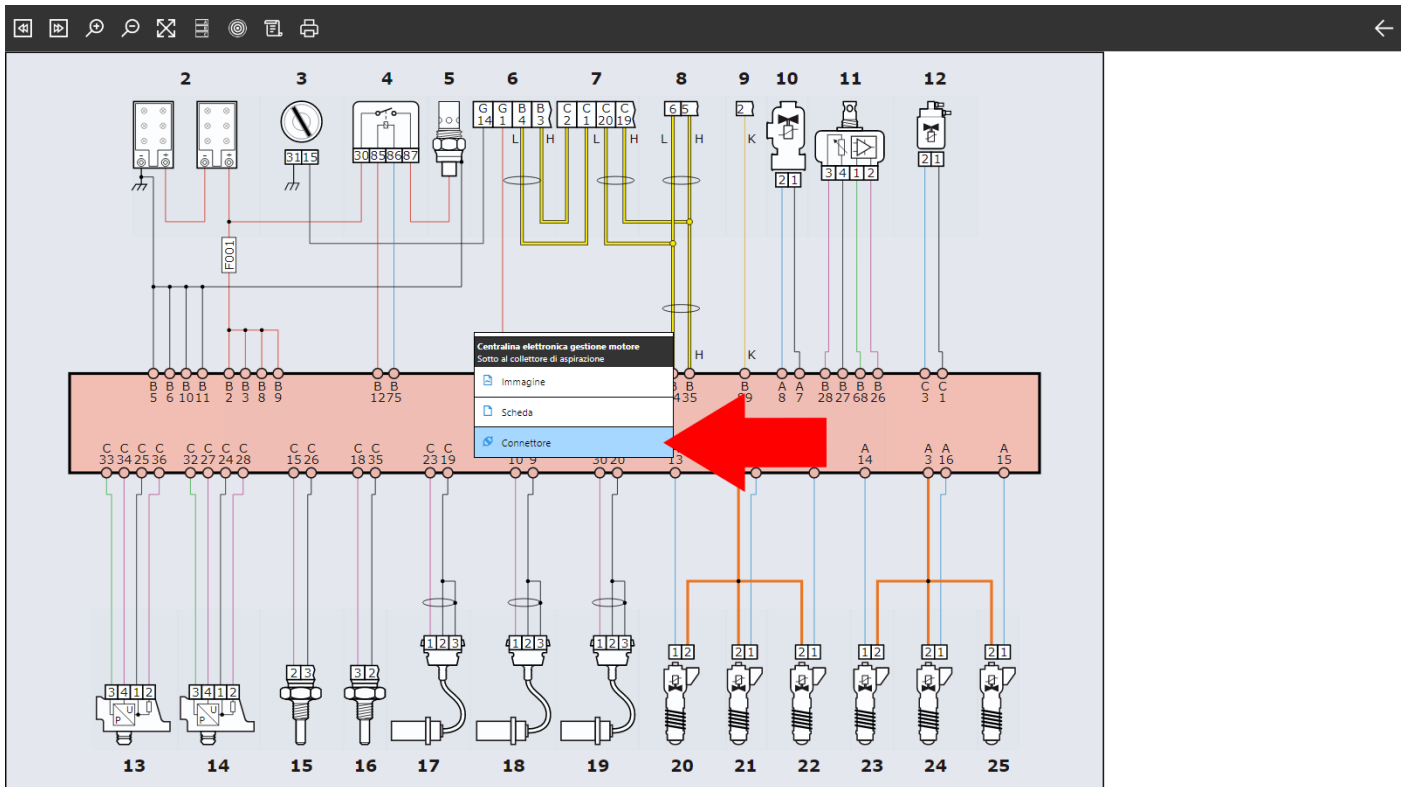 2 3 4 5 6 7 8 9 10 11 12
G G B B C C C C 6 5 2
14 1 4 3 2 1 20 19
31 15 30 85 86 87 L H L H L H K 2 1 3 4 1 2 2 1
F001
Centralina elettronica gestione motore
Sotto al collettore di aspirazione
H K
Immagine
B B B B B B B B B B B B A A B B B B C C
5 6 10 11 2 3 8 9 12 75 35 8 7 28 27 68 26 3 1
Scheda
Connettore
C C C C C C C C C C C C C C A A A A
33 34 25 36 32 27 24 28 15 26 18 35 23 19 10 9 30 20 13 14 3 16 15
1 2 3 1 2 3 1 2 3 1 2 2 1 2 1 1 2 2 1 2 1
2 3 3 2
3 4 1 2 3 4 1 2
U U
P P
13 14 15 16 17 18 19 20 21 22 23 24 25